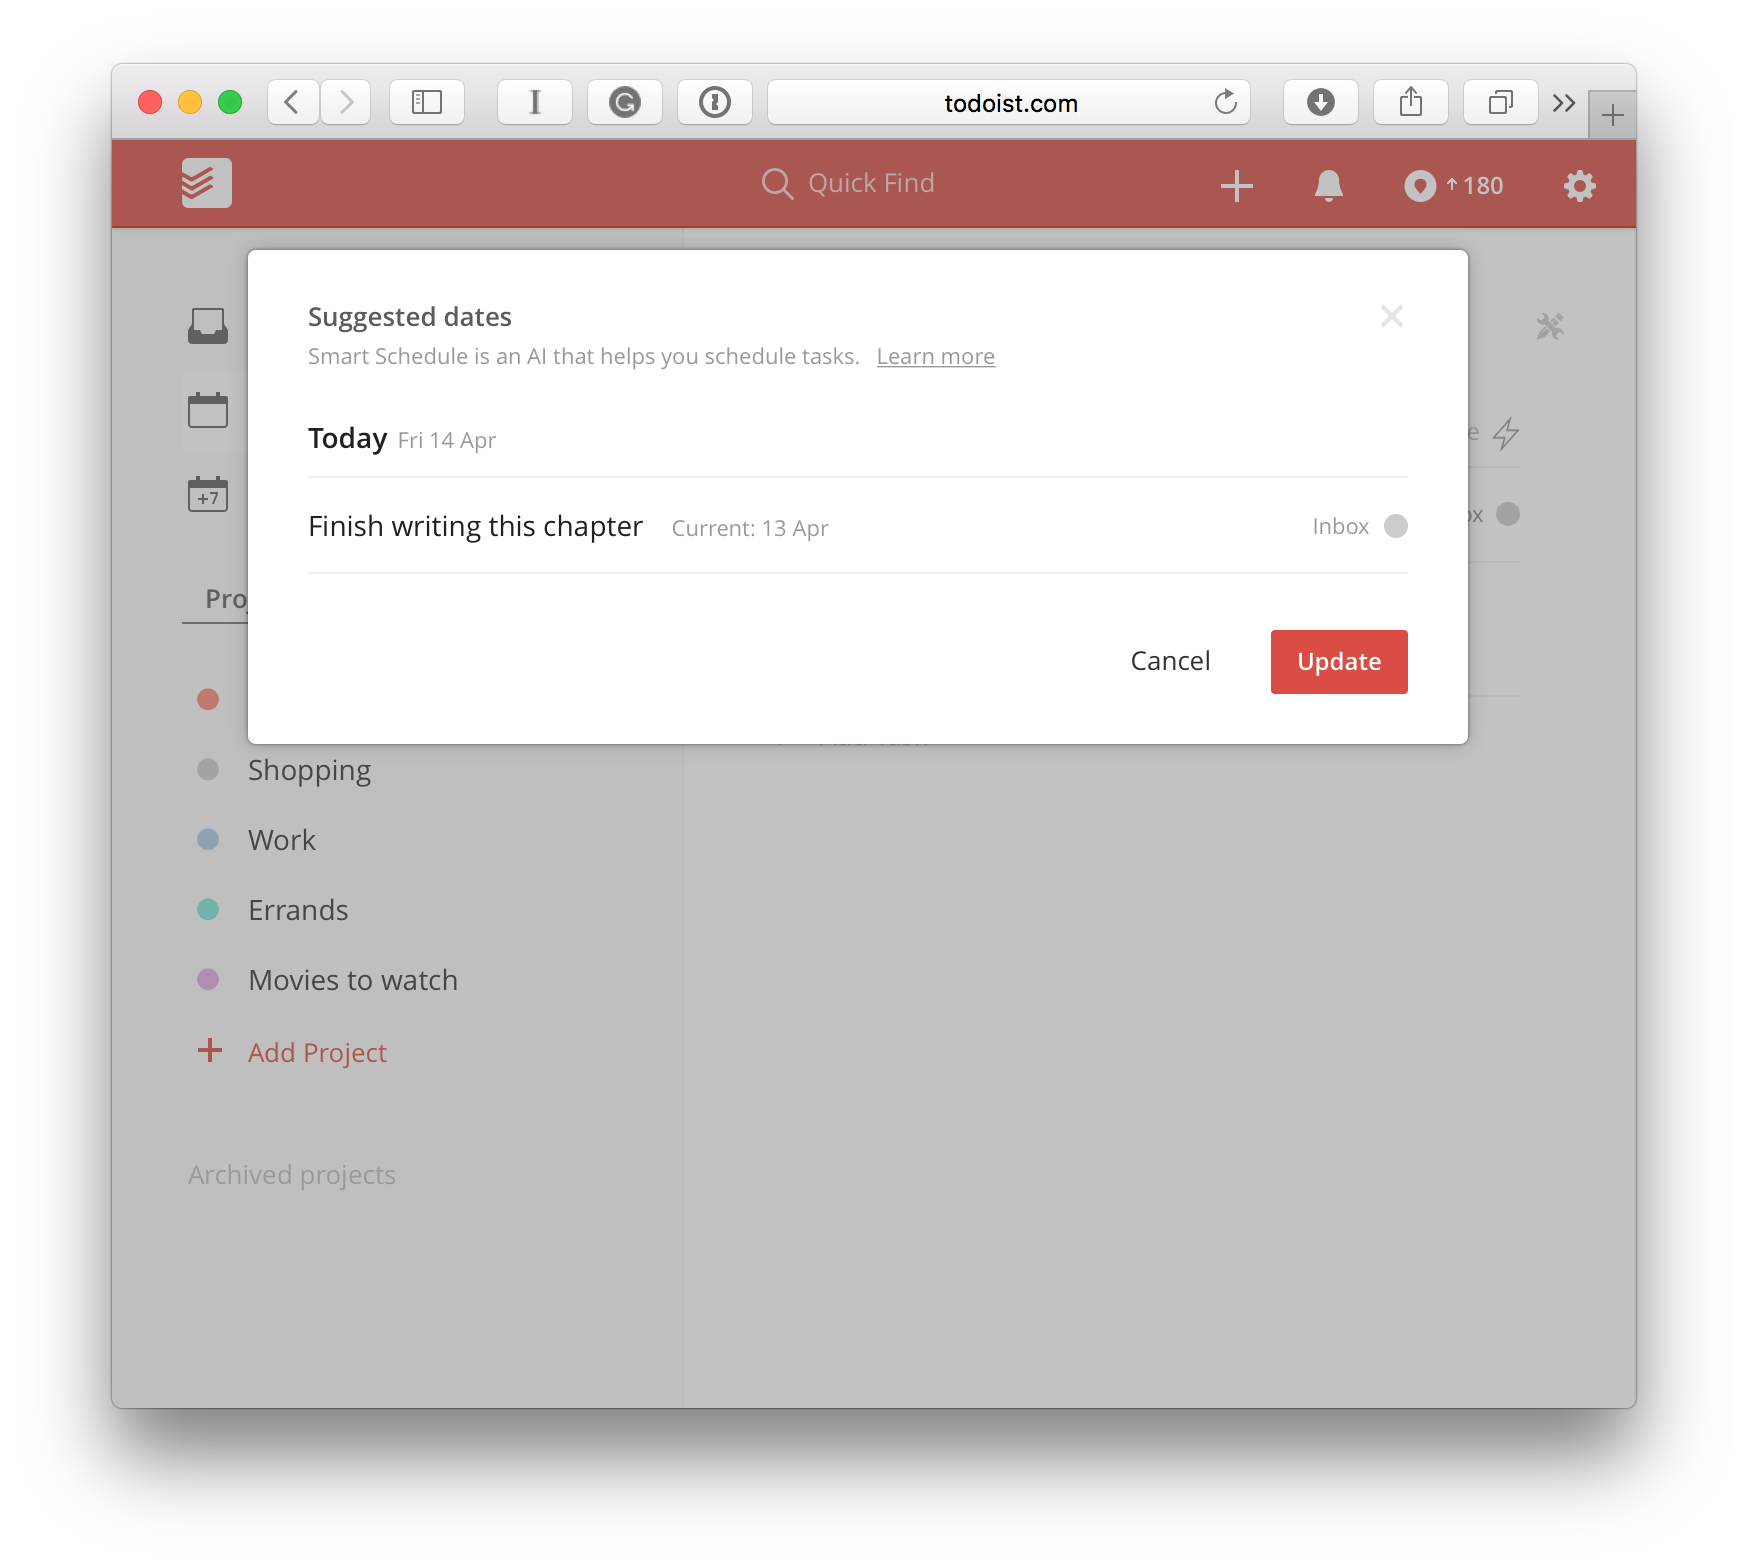 todoist.com
Quick Find
180
Suggested dates
Smart Schedule is an AI that helps you schedule tasks. Learn more
Today Fri 14 Apr
Finish writing this chapter Current: 13 Apr Inbox
Cancel Update
+7
Shopping
Work
Errands
Movies to watch
Add Project
Archived projects